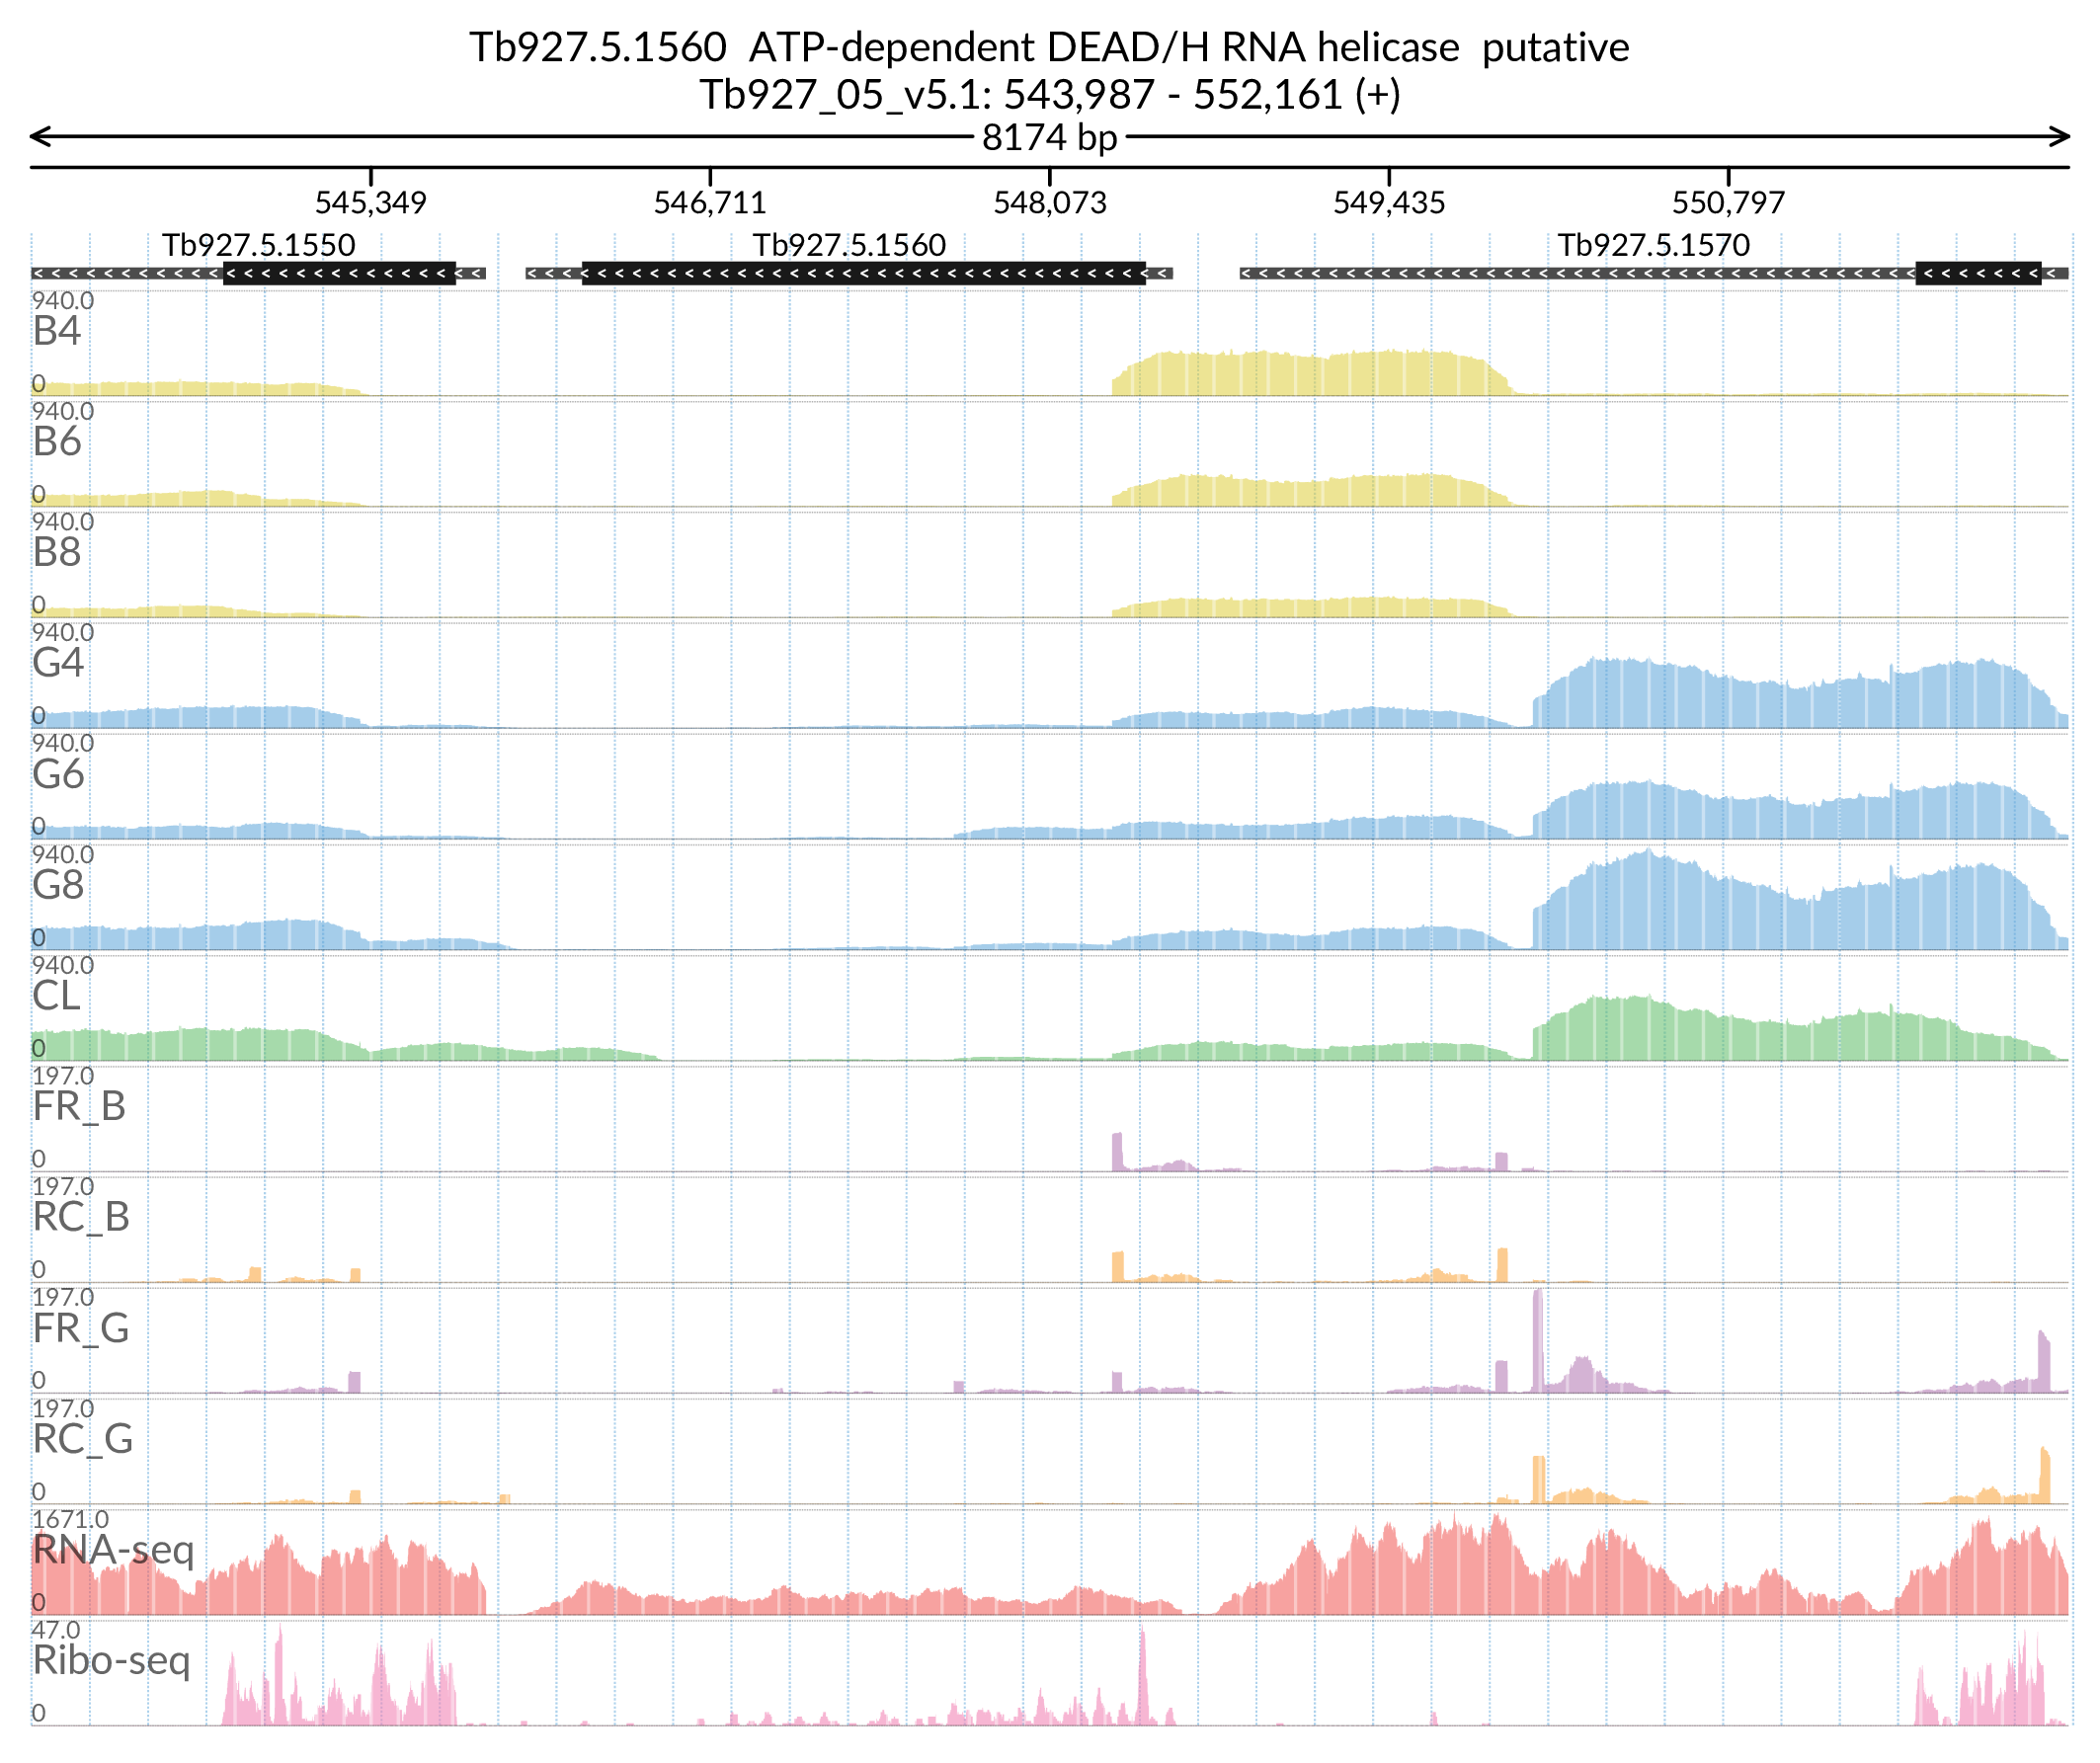 Tb927.5.1560 ATP-dependent DEAD/H RNA helicase putative
Tb927_05_v5.1: 543,987 - 552,161 (+)
8174 bp
545,349 546,711 548,073 549,435 550,797
Tb927.5.1550 Tb927.5.1560 Tb927.5.1570
940.0
B4
0
940.0
B6
0
940.0
B8
0
940.0
G4
0
940.0
G6
0
940.0
G8
0
940.0
CL
0
197.0
FR_B
0
197.0
RC_B
0
197.0
FR_G
0
197.0
RC_G
0
1671.0
RNA-seq
0
47.0
Ribo-seq
0